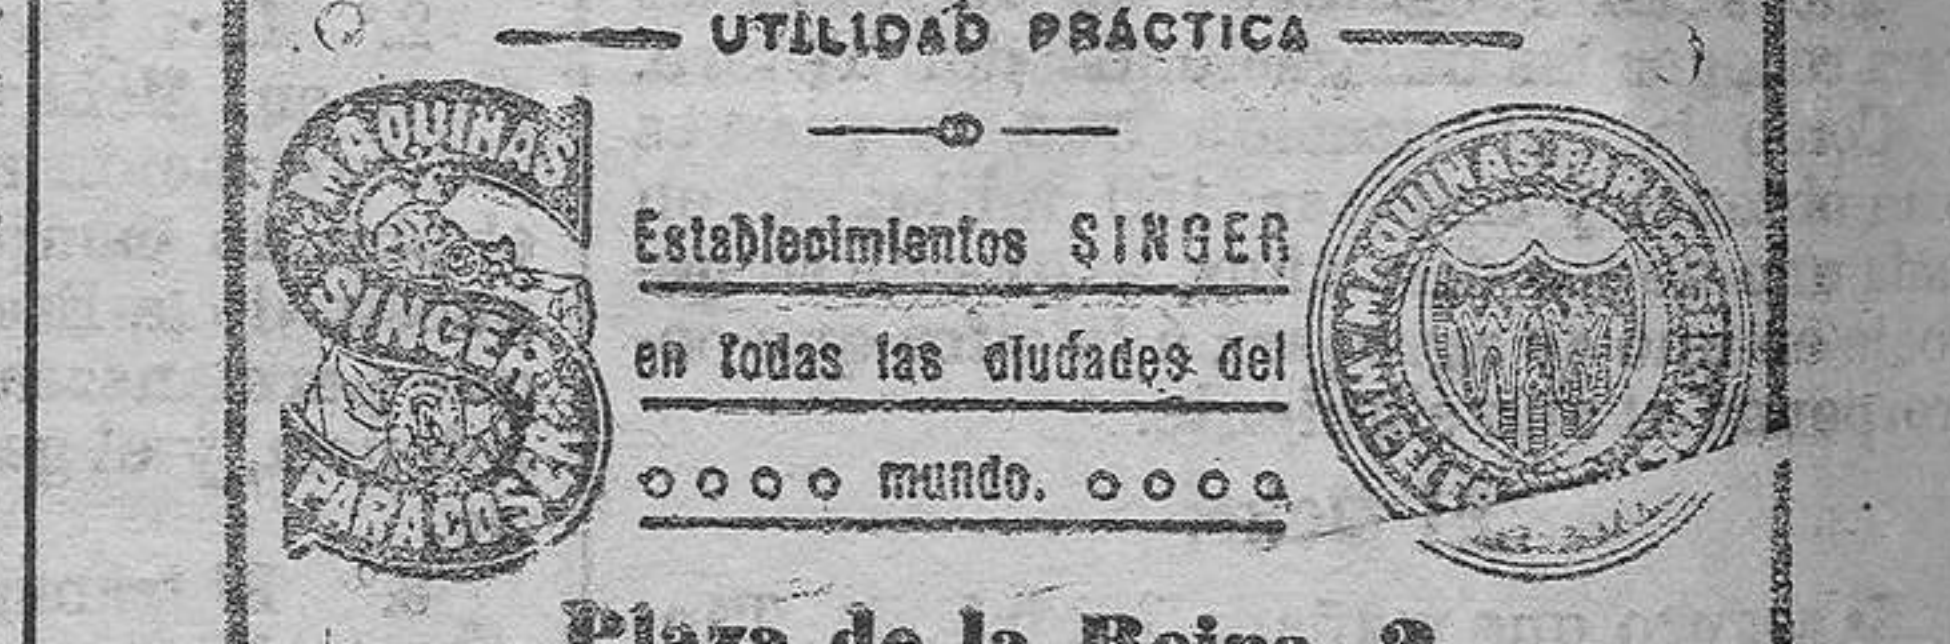 UTILIDAD PRÁCTICA
MAQUINAS
SINGER
PARA COSER
Establecimientos SINGER
en todas las ciudades del
mundo.
MAQUINAS PARA COSER
Plaza de la Reina, 3